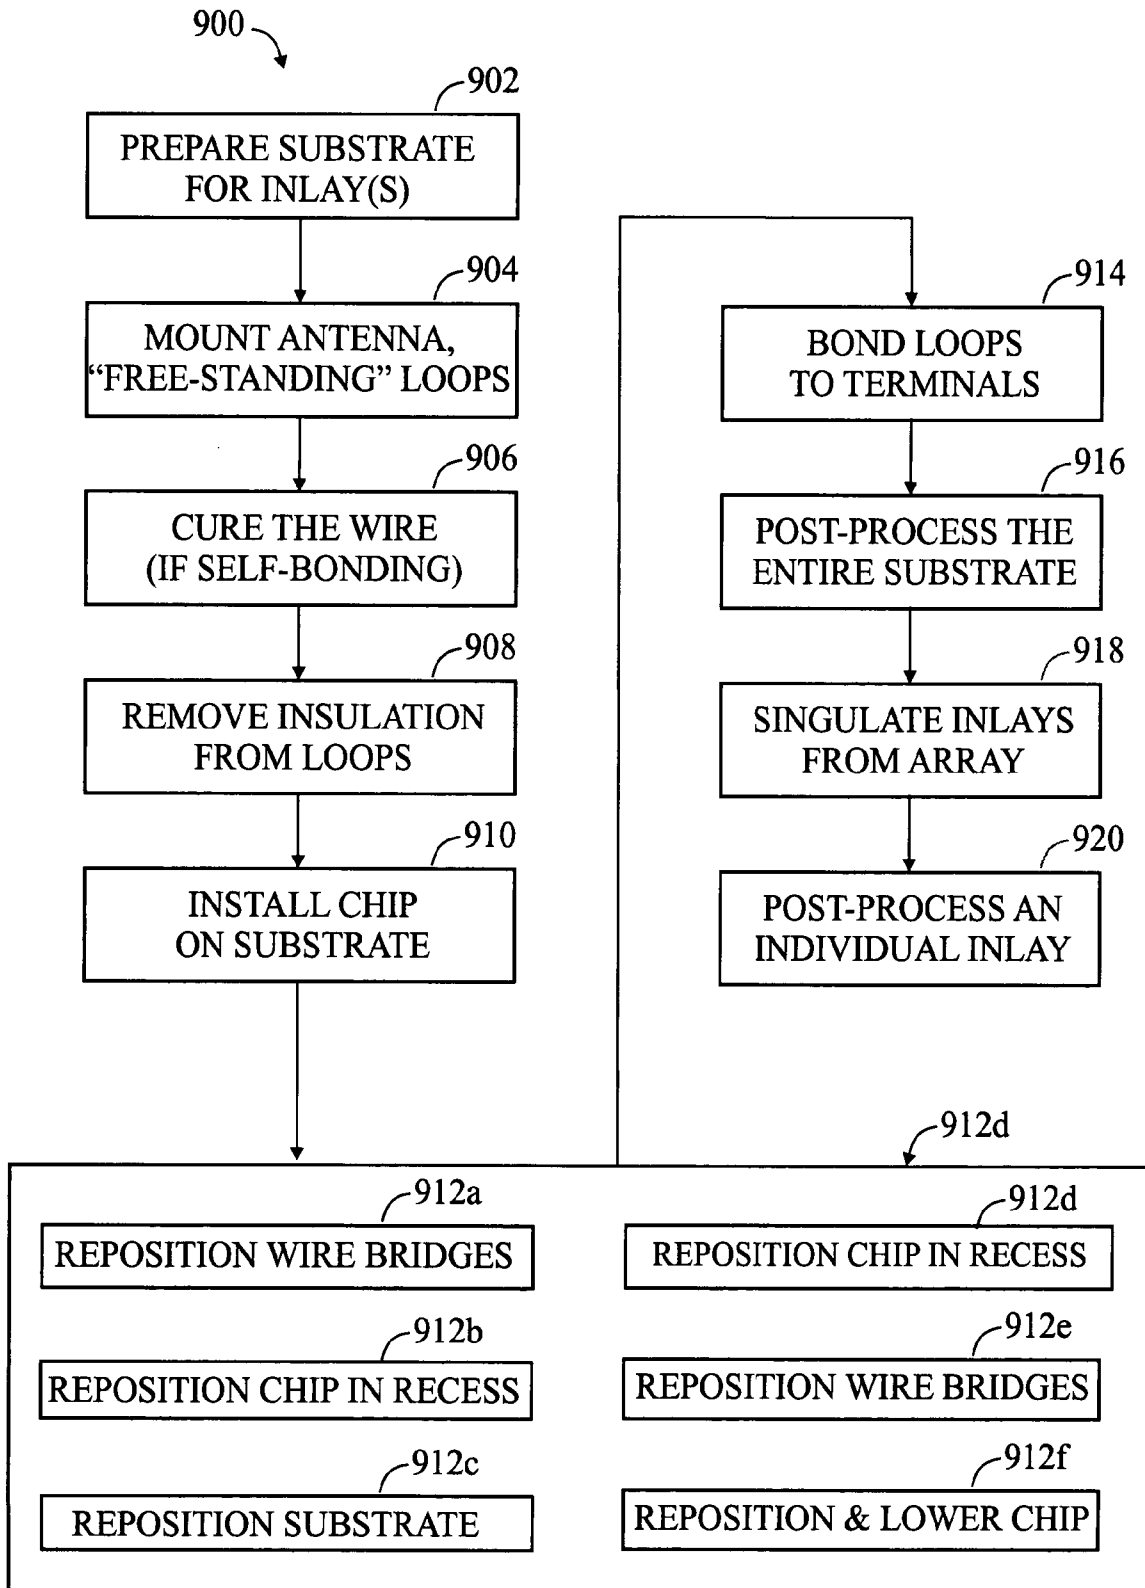 900
902
PREPARE SUBSTRATE
FOR INLAY(S)
904
MOUNT ANTENNA,
“FREE-STANDING” LOOPS
906
CURE THE WIRE
(IF SELF-BONDING)
908
REMOVE INSULATION
FROM LOOPS
910
INSTALL CHIP
ON SUBSTRATE
912d
912a
REPOSITION WIRE BRIDGES
912b
REPOSITION CHIP IN RECESS
912c
REPOSITION SUBSTRATE
912d
REPOSITION CHIP IN RECESS
912e
REPOSITION WIRE BRIDGES
912f
REPOSITION & LOWER CHIP
914
BOND LOOPS
TO TERMINALS
916
POST-PROCESS THE
ENTIRE SUBSTRATE
918
SINGULATE INLAYS
FROM ARRAY
920
POST-PROCESS AN
INDIVIDUAL INLAY